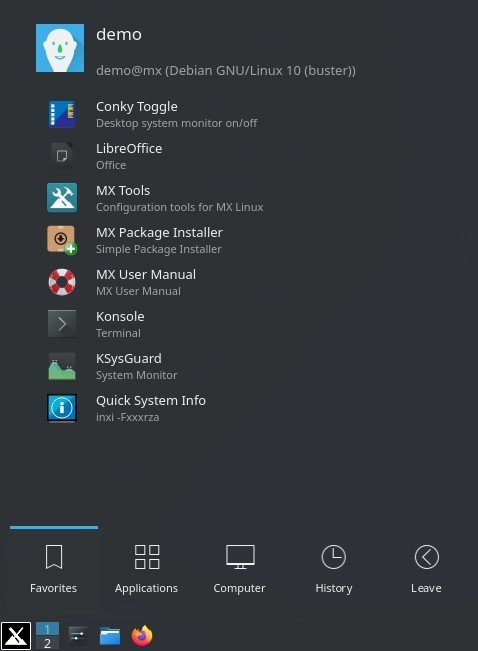 demo
demo@mx (Debian GNU/Linux 10 (buster))
Conky Toggle
Desktop system monitor on/off
LibreOffice
Office
MX Tools
Configuration tools for MX Linux
MX Package Installer
Simple Package Installer
MX User Manual
MX User Manual
Konsole
Terminal
KSysGuard
System Monitor
Quick System Info
inxi -Fxxxrza
Favorites
Applications
Computer
History
Leave
1
2